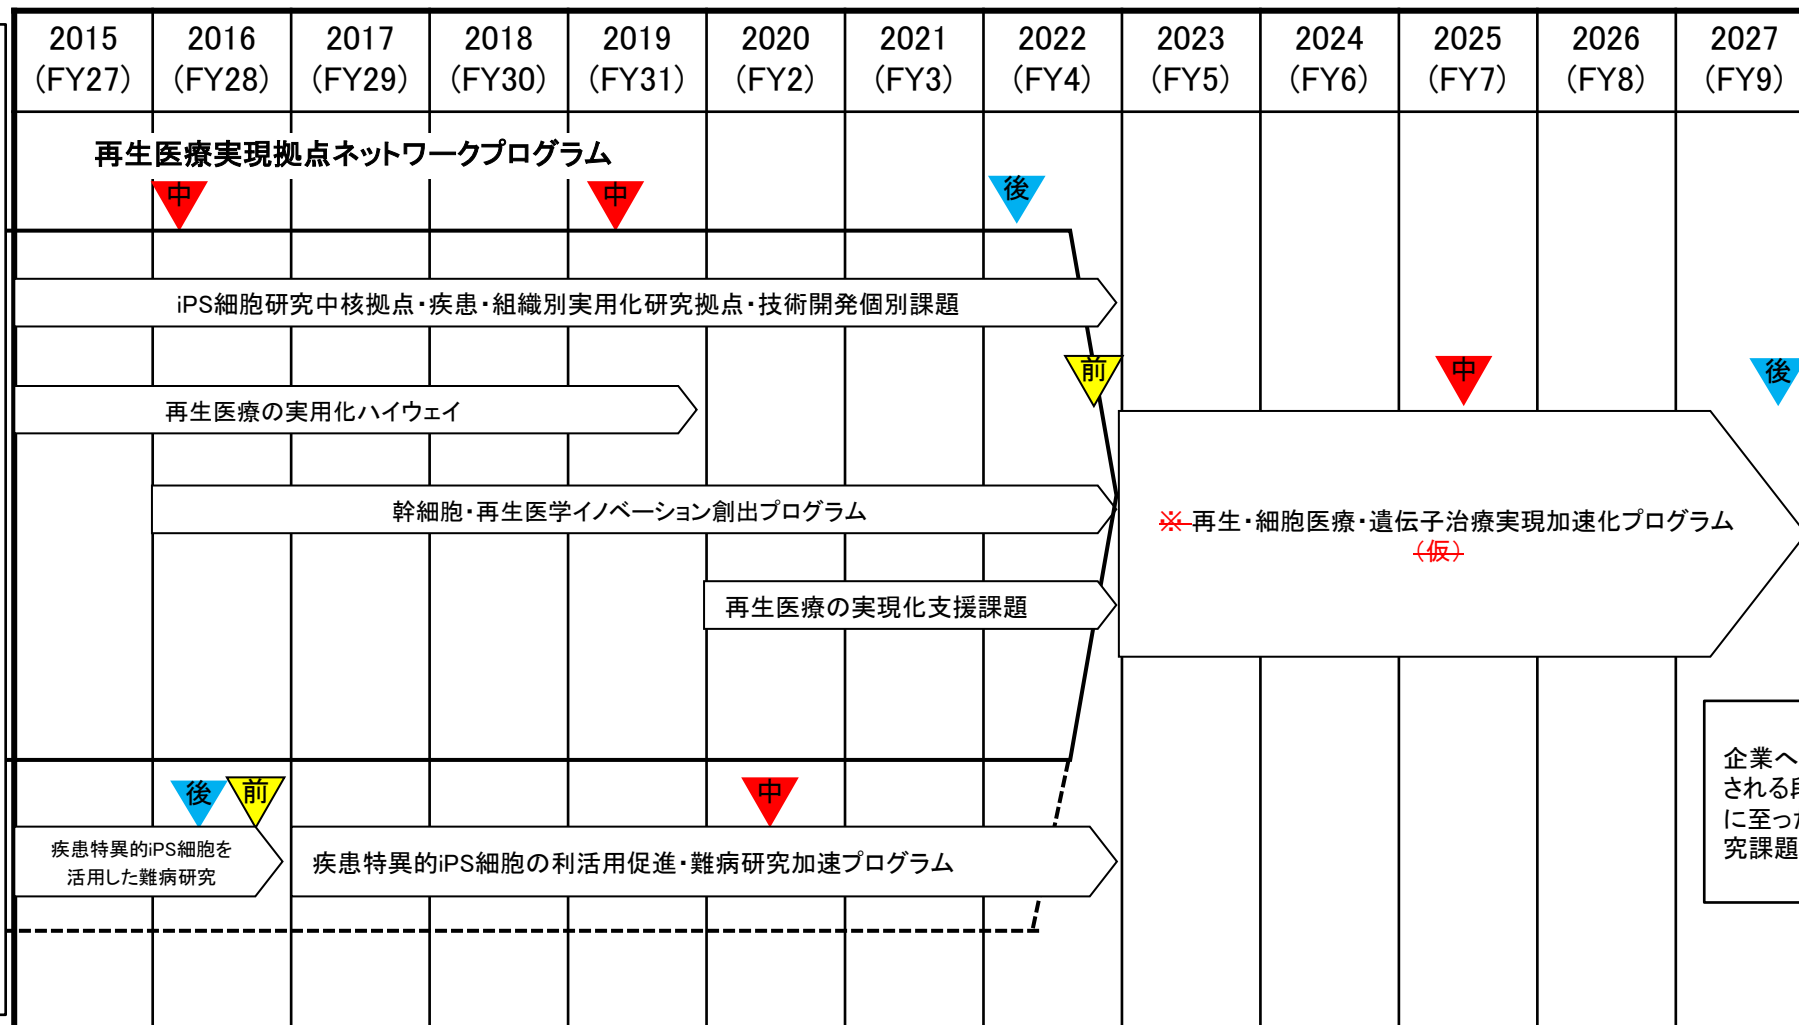 2015 2016 2017 2018 2019 2020 2021 2022 2023 2024 2025 2026 2027
(FY27) (FY28) (FY29) (FY30) (FY31) (FY2) (FY3) (FY4) (FY5) (FY6) (FY7) (FY8) (FY9)
再生医療実現拠点ネットワークプログラム
中 中 後
iPS細胞研究中核拠点・疾患・組織別実用化研究拠点・技術開発個別課題
前 中 後
再生医療の実用化ハイウェイ
幹細胞・再生医学イノベーション創出プログラム
※ 再生・細胞医療・遺伝子治療実現加速化プログラム
(仮)
再生医療の実現化支援課題
後 前 中
疾患特異的iPS細胞を
活用した難病研究
疾患特異的iPS細胞の利活用促進・難病研究加速プログラム
企業へ
される
に至っ
究課題